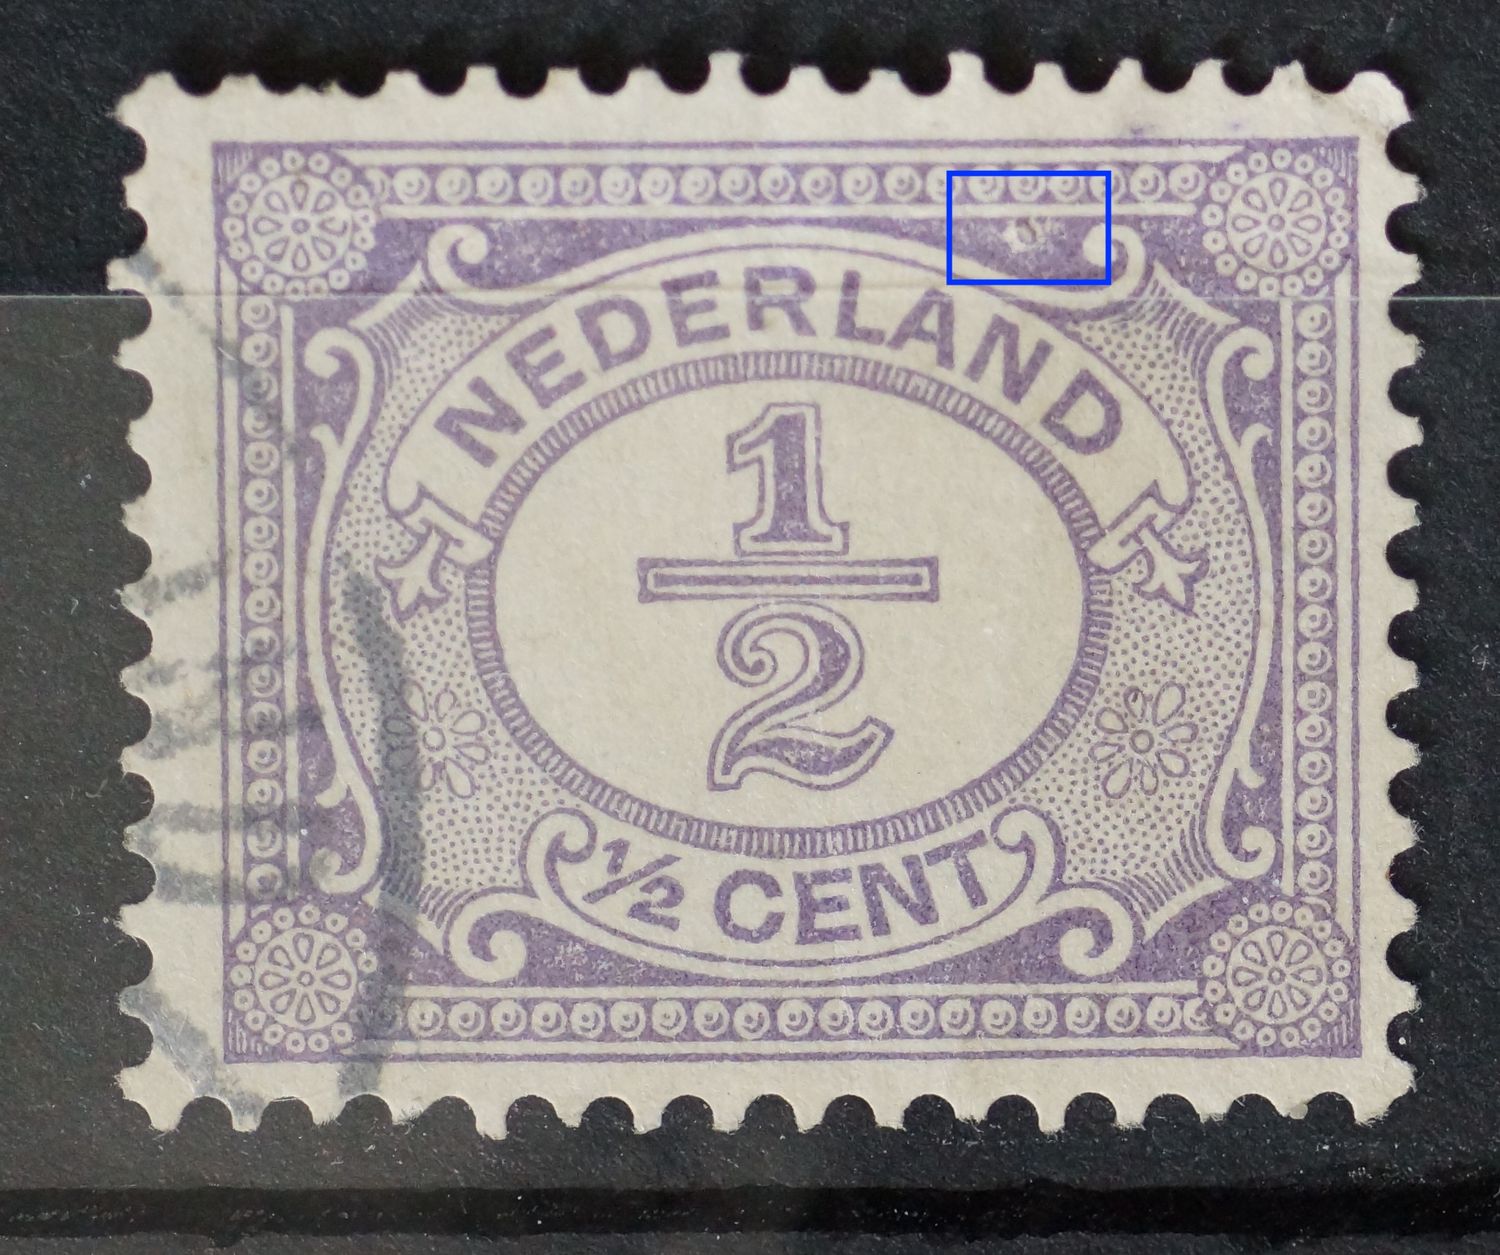 NEDERLAND
1
2
½ CENT